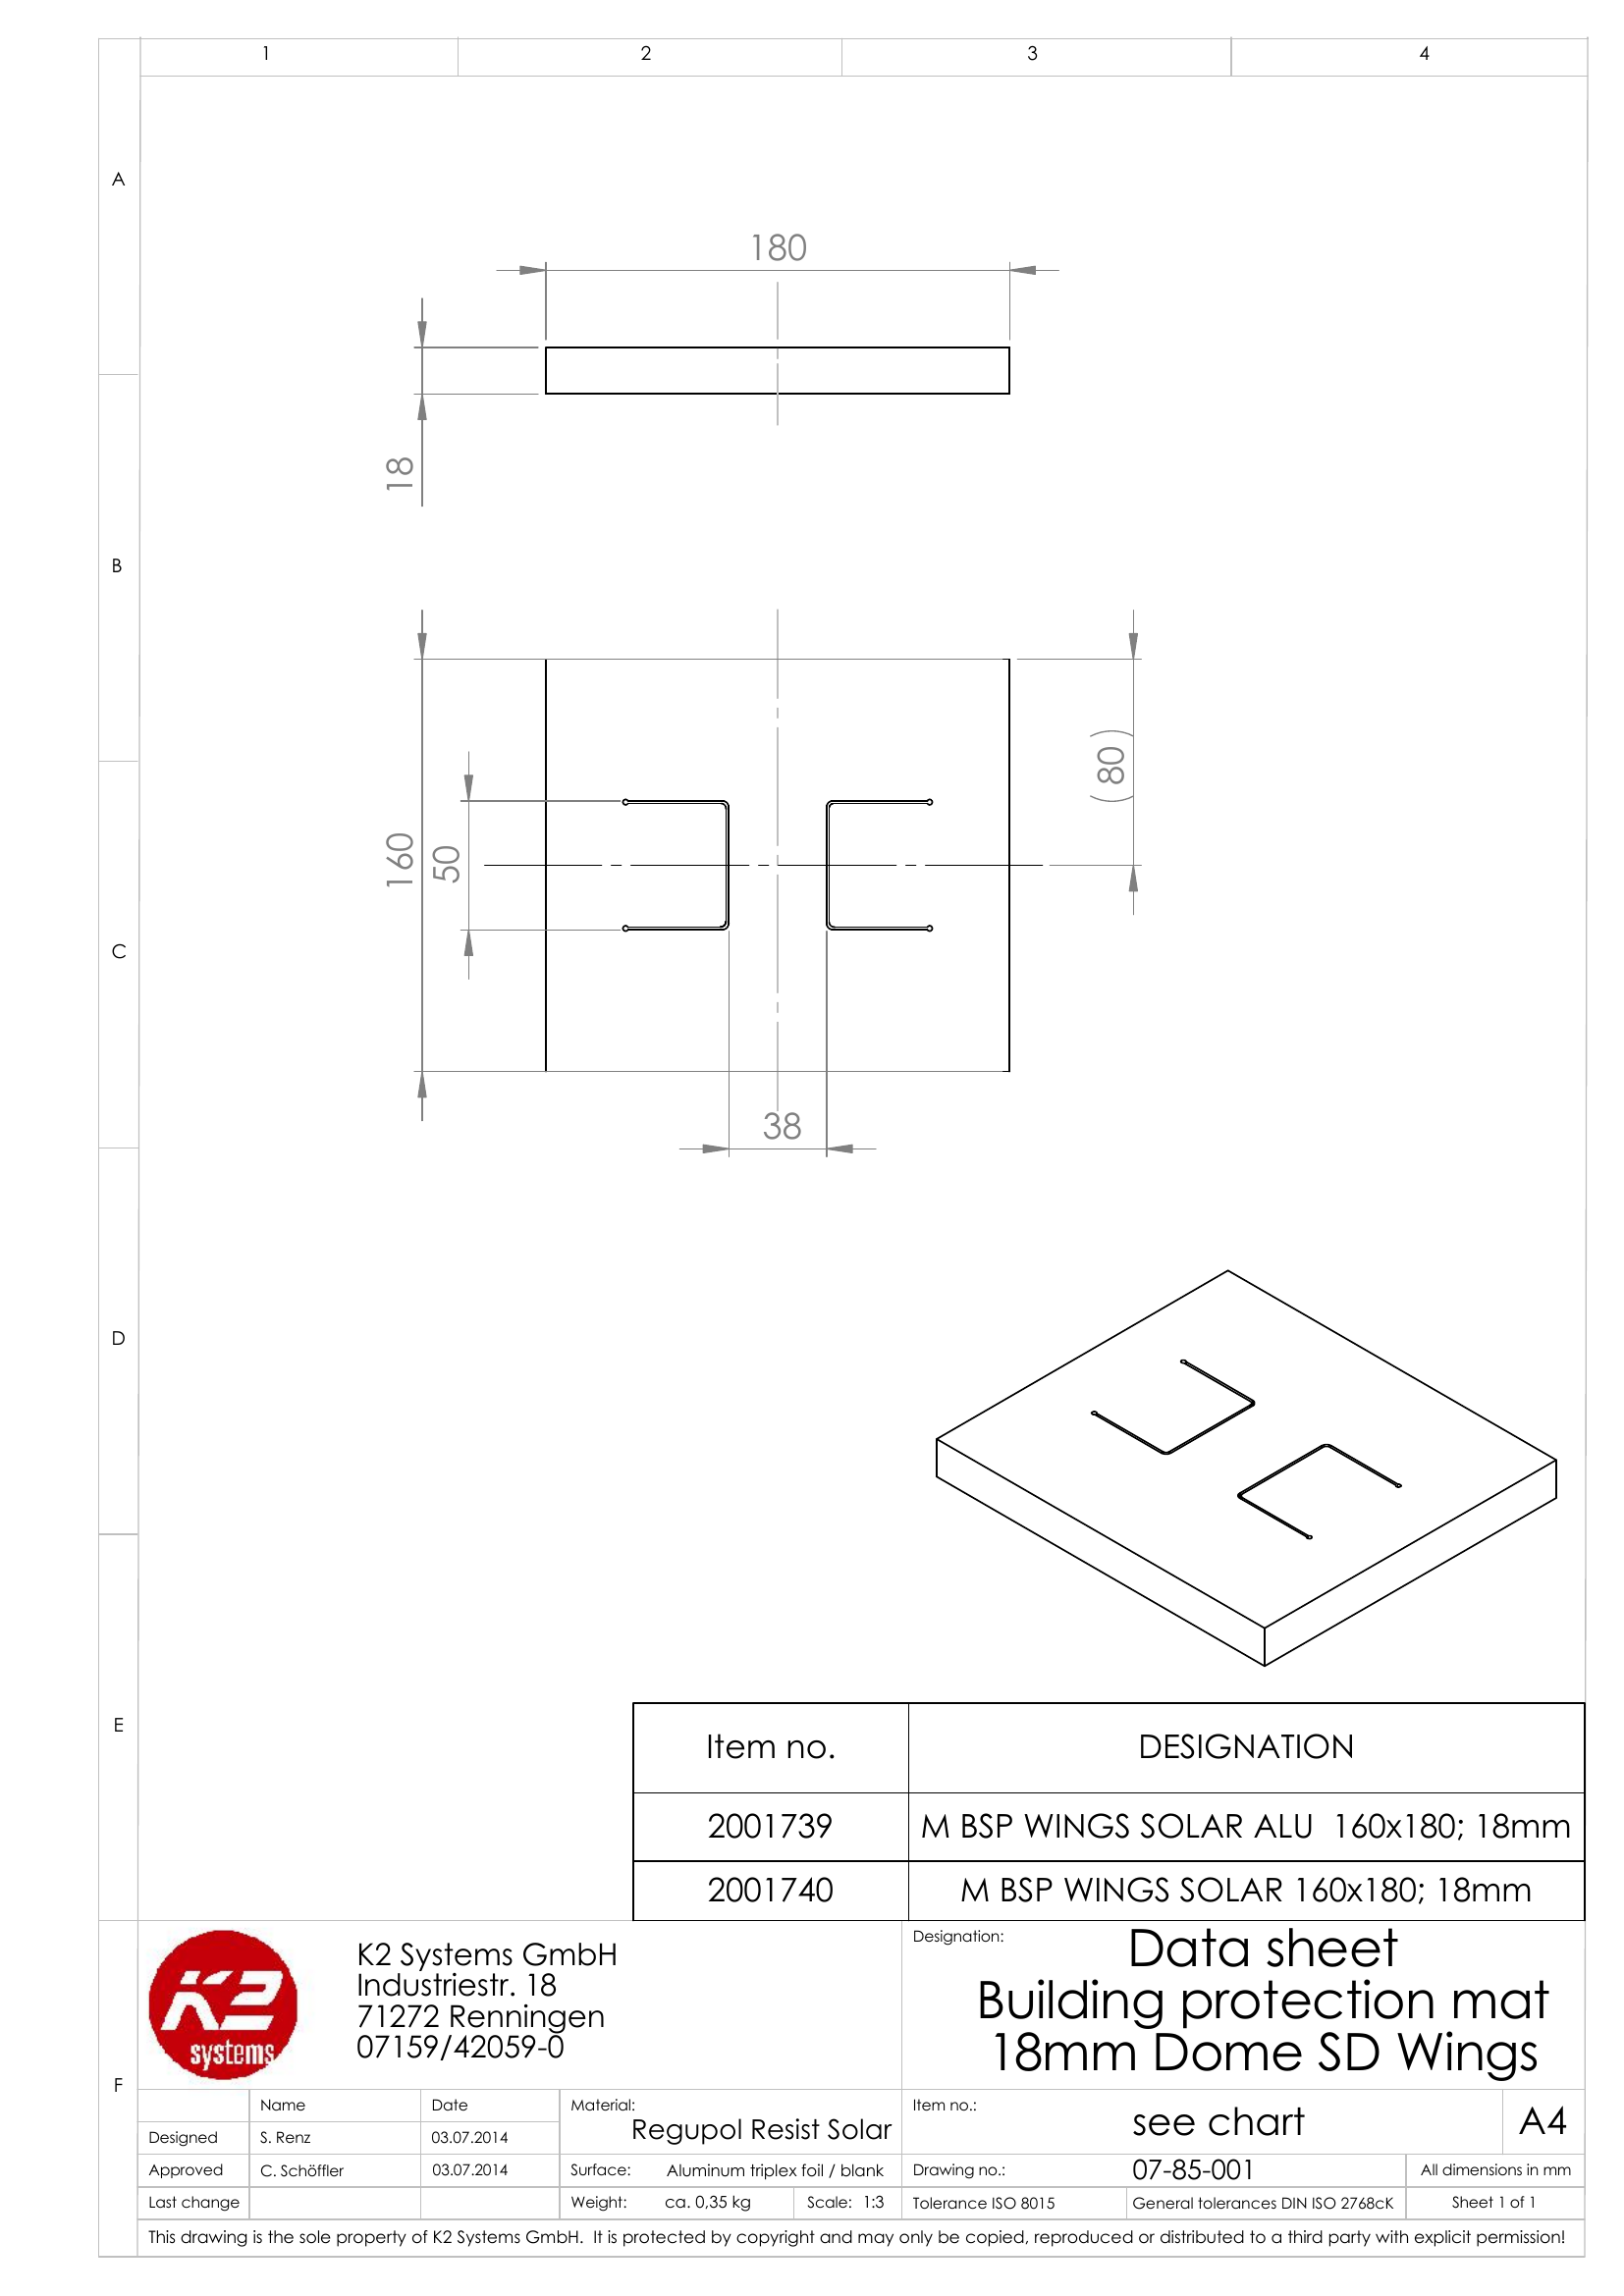 1 2 3 4
A
180
18
B
(80)
160
50
C
38
D
E
Item no. DESIGNATION
2001739 M BSP WINGS SOLAR ALU 160x180; 18mm
2001740 M BSP WINGS SOLAR 160x180; 18mm
F
K2
systems
K2 Systems GmbH
Industriestr. 18
71272 Renningen
07159/42059-0
Designation:
Data sheet
Building protection mat
18mm Dome SD Wings
Name Date
Designed S. Renz 03.07.2014
Approved C. Schöffler 03.07.2014
Last change
Material:
Regupol Resist Solar
Surface: Aluminum triplex foil / blank
Weight: ca. 0,35 kg Scale: 1:3
Item no.:
see chart A4
Drawing no.: 07-85-001 All dimensions in mm
Tolerance ISO 8015 General tolerances DIN ISO 2768cK Sheet 1 of 1
This drawing is the sole property of K2 Systems GmbH. It is protected by copyright and may only be copied, reproduced or distributed to a third party with explicit permission!